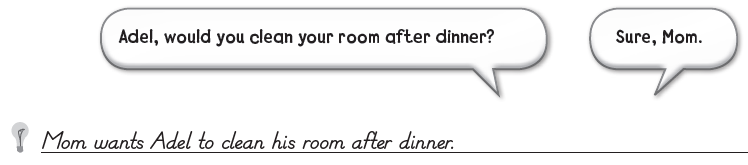 Adel, would you clean your room after dinner?
Sure, Mom.
Mom wants Adel to clean his room after dinner.